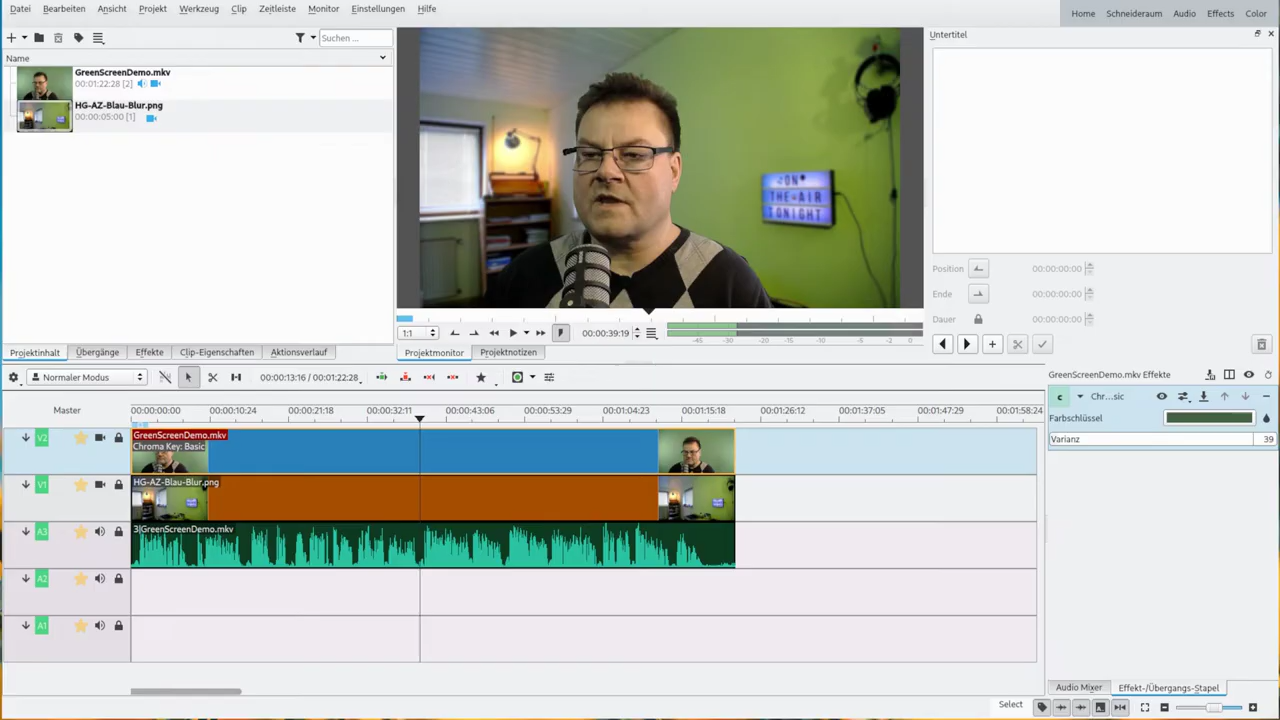 Datei Bearbeiten Ansicht Projekt Werkzeug Clip Zeitleiste Monitor Einstellungen Hilfe
Home Schneideraum Audio Effects Color
Suchen ...
Name
GreenScreenDemo.mkv
00:01:22:28 [2]
HG-AZ-Blau-Blur.png
00:00:05:00 [1]
ON
THE AIR
TONIGHT
Untertitel
Position 00:00:00:00
Ende 00:00:00:00
Dauer 00:00:00:00
1:1 00:00:39:19 -45 -30 -20 -10 -5 -2 0
Projektinhalt Übergänge Effekte Clip-Eigenschaften Aktionsverlauf
Projektmonitor Projektnotizen
Normaler Modus 00:00:13:16 / 00:01:22:28
GreenScreenDemo.mkv Effekte
c Chr...sic
Farbschlüssel
Varianz 39
Master 00:00:00:00 00:00:10:24 00:00:21:18 00:00:32:11 00:00:43:06 00:00:53:29 00:01:04:23 00:01:15:18 00:01:26:12 00:01:37:05 00:01:47:29 00:01:58:24
V2 GreenScreenDemo.mkv
Chroma Key: Basic
V1 HG-AZ-Blau-Blur.png
A3 3|GreenScreenDemo.mkv
A2
A1
Audio Mixer Effekt-/Übergangs-Stapel
Select